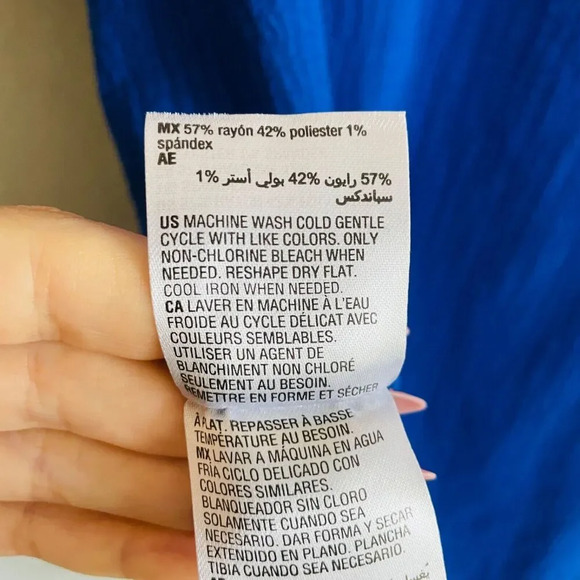 MX 57% rayón 42% poliester 1%
spándex
AE
57% رايون 42% بولي أستر 1%
سباندكس
US MACHINE WASH COLD GENTLE
CYCLE WITH LIKE COLORS. ONLY
NON-CHLORINE BLEACH WHEN
NEEDED. RESHAPE DRY FLAT.
COOL IRON WHEN NEEDED.
CA LAVER EN MACHINE À L'EAU
FROIDE AU CYCLE DÉLICAT AVEC
COULEURS SEMBLABLES.
UTILISER UN AGENT DE
BLANCHIMENT NON CHLORÉ
SEULEMENT AU BESOIN.
REMETTRE EN FORME ET SÉCHER
À PLAT. REPASSER À BASSE
TEMPÉRATURE AU BESOIN.
MX LAVAR A MÁQUINA EN AGUA
FRÍA CICLO DELICADO CON
COLORES SIMILARES.
BLANQUEADOR SIN CLORO
SOLAMENTE CUANDO SEA
NECESARIO. DAR FORMA Y SECAR
EXTENDIDO EN PLANO. PLANCHA
TIBIA CUANDO SEA NECESARIO.